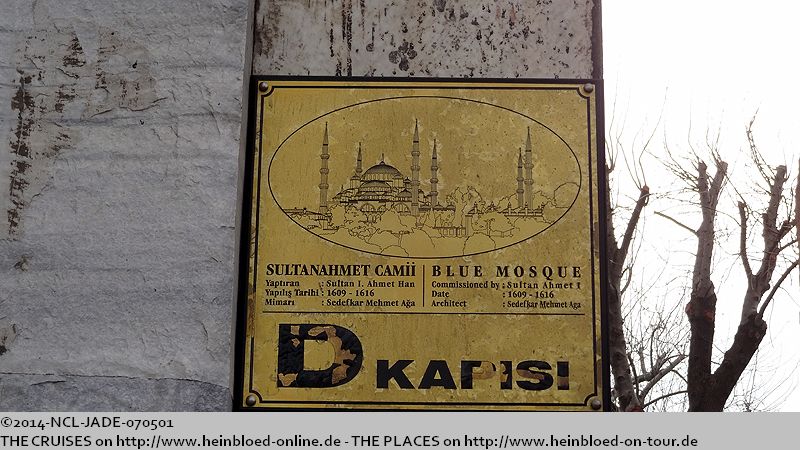 SULTANAHMET CAMİİ
Yaptıran : Sultan I. Ahmet Han
Yapılış Tarihi : 1609 - 1616
Mimarı : Sedefkar Mehmet Ağa
BLUE MOSQUE
Commissioned by : Sultan Ahmet I
Date : 1609 - 1616
Architect : Sedefkar Mehmet Aga
D KAPISI
©2014-NCL-JADE-070501
THE CRUISES on http://www.heinbloed-online.de - THE PLACES on http://www.heinbloed-on-tour.de